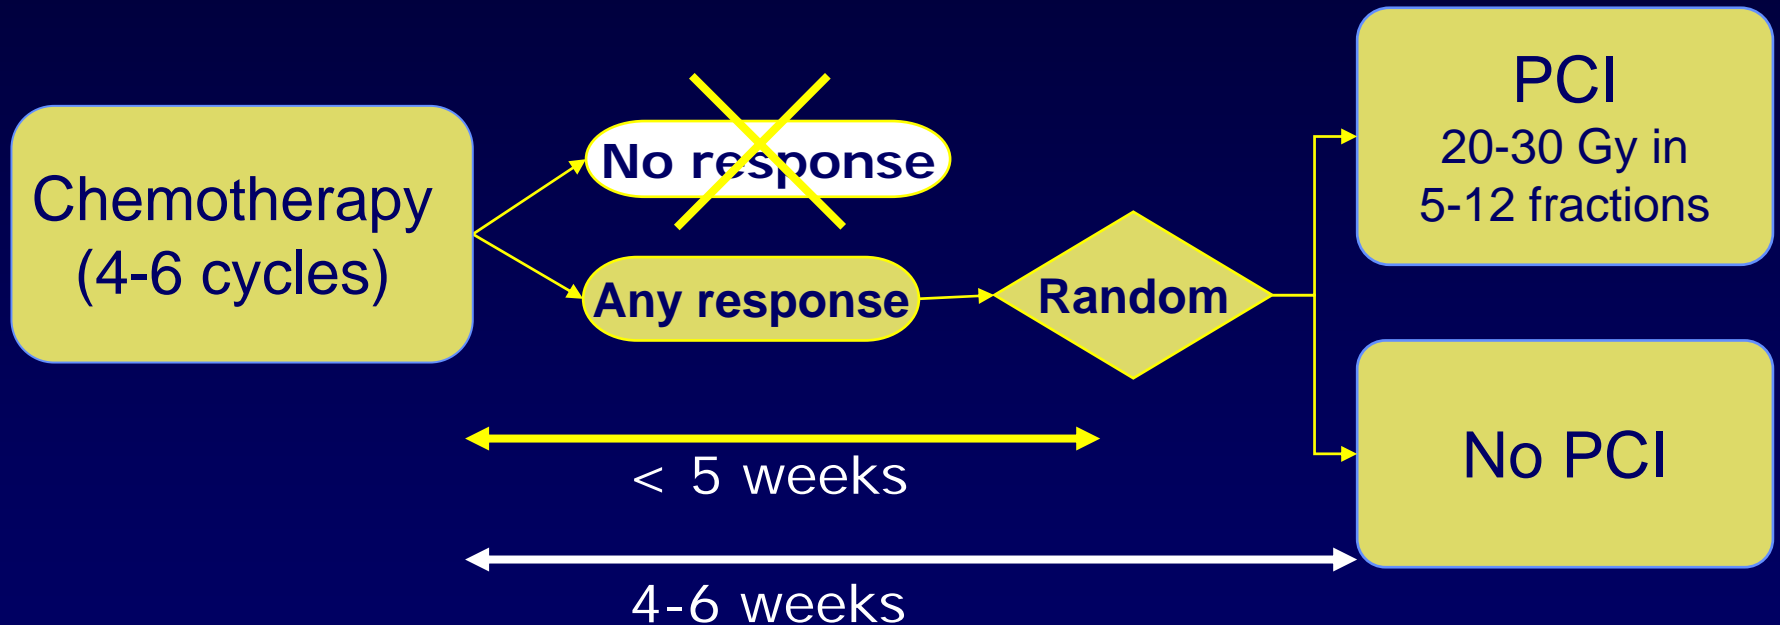 Chemotherapy
(4-6 cycles)
No response
Any response
Random
PCI
20-30 Gy in
5-12 fractions
No PCI
< 5 weeks
4-6 weeks